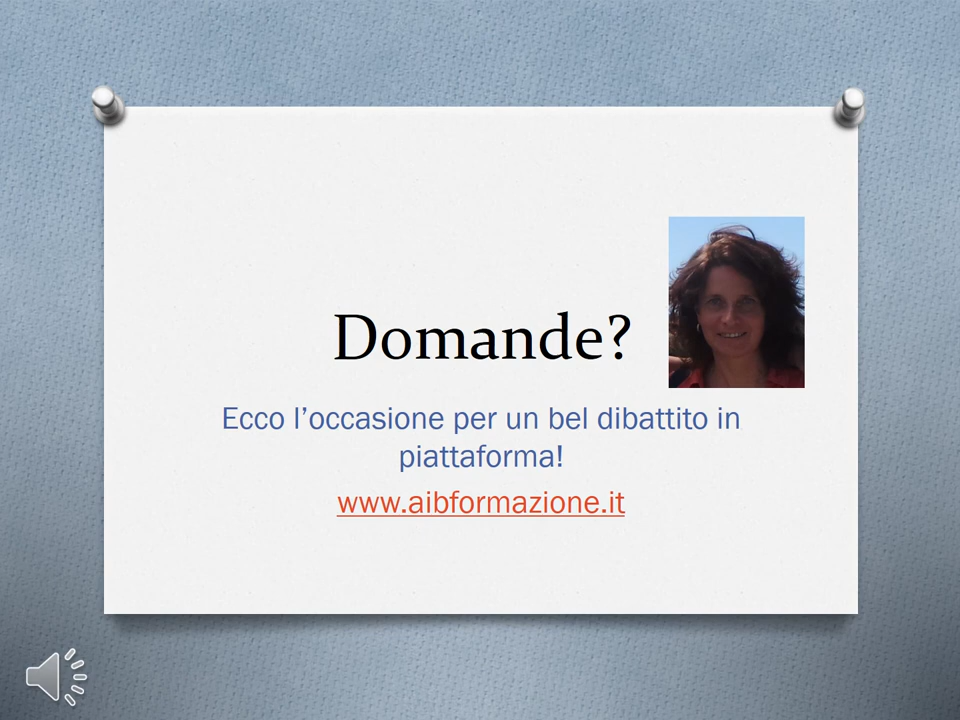 Domande?
Ecco l’occasione per un bel dibattito in
piattaforma!
www.aibformazione.it